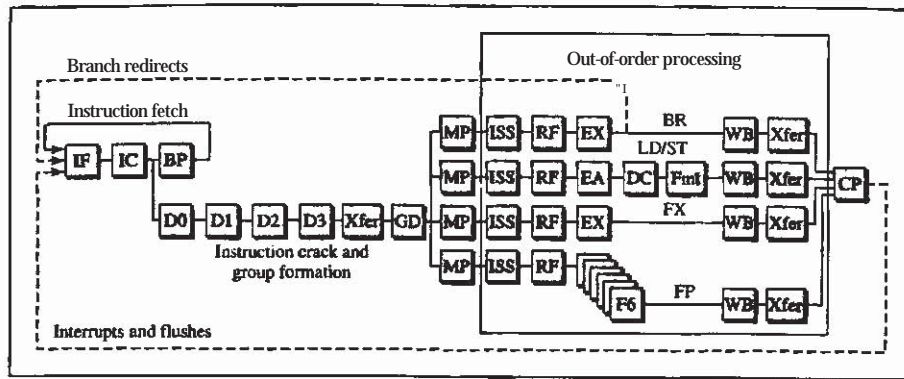 Out-of-order processing
Branch redirects
Instruction fetch
IF IC BP
MP ISS RF EX BR WB Xfer
LD/ST
MP ISS RF EA DC Fmt WB Xfer
CP
D0 D1 D2 D3 Xfer GD
MP ISS RF EX FX WB Xfer
Instruction crack and
group formation
MP ISS RF F6 FP WB Xfer
Interrupts and flushes